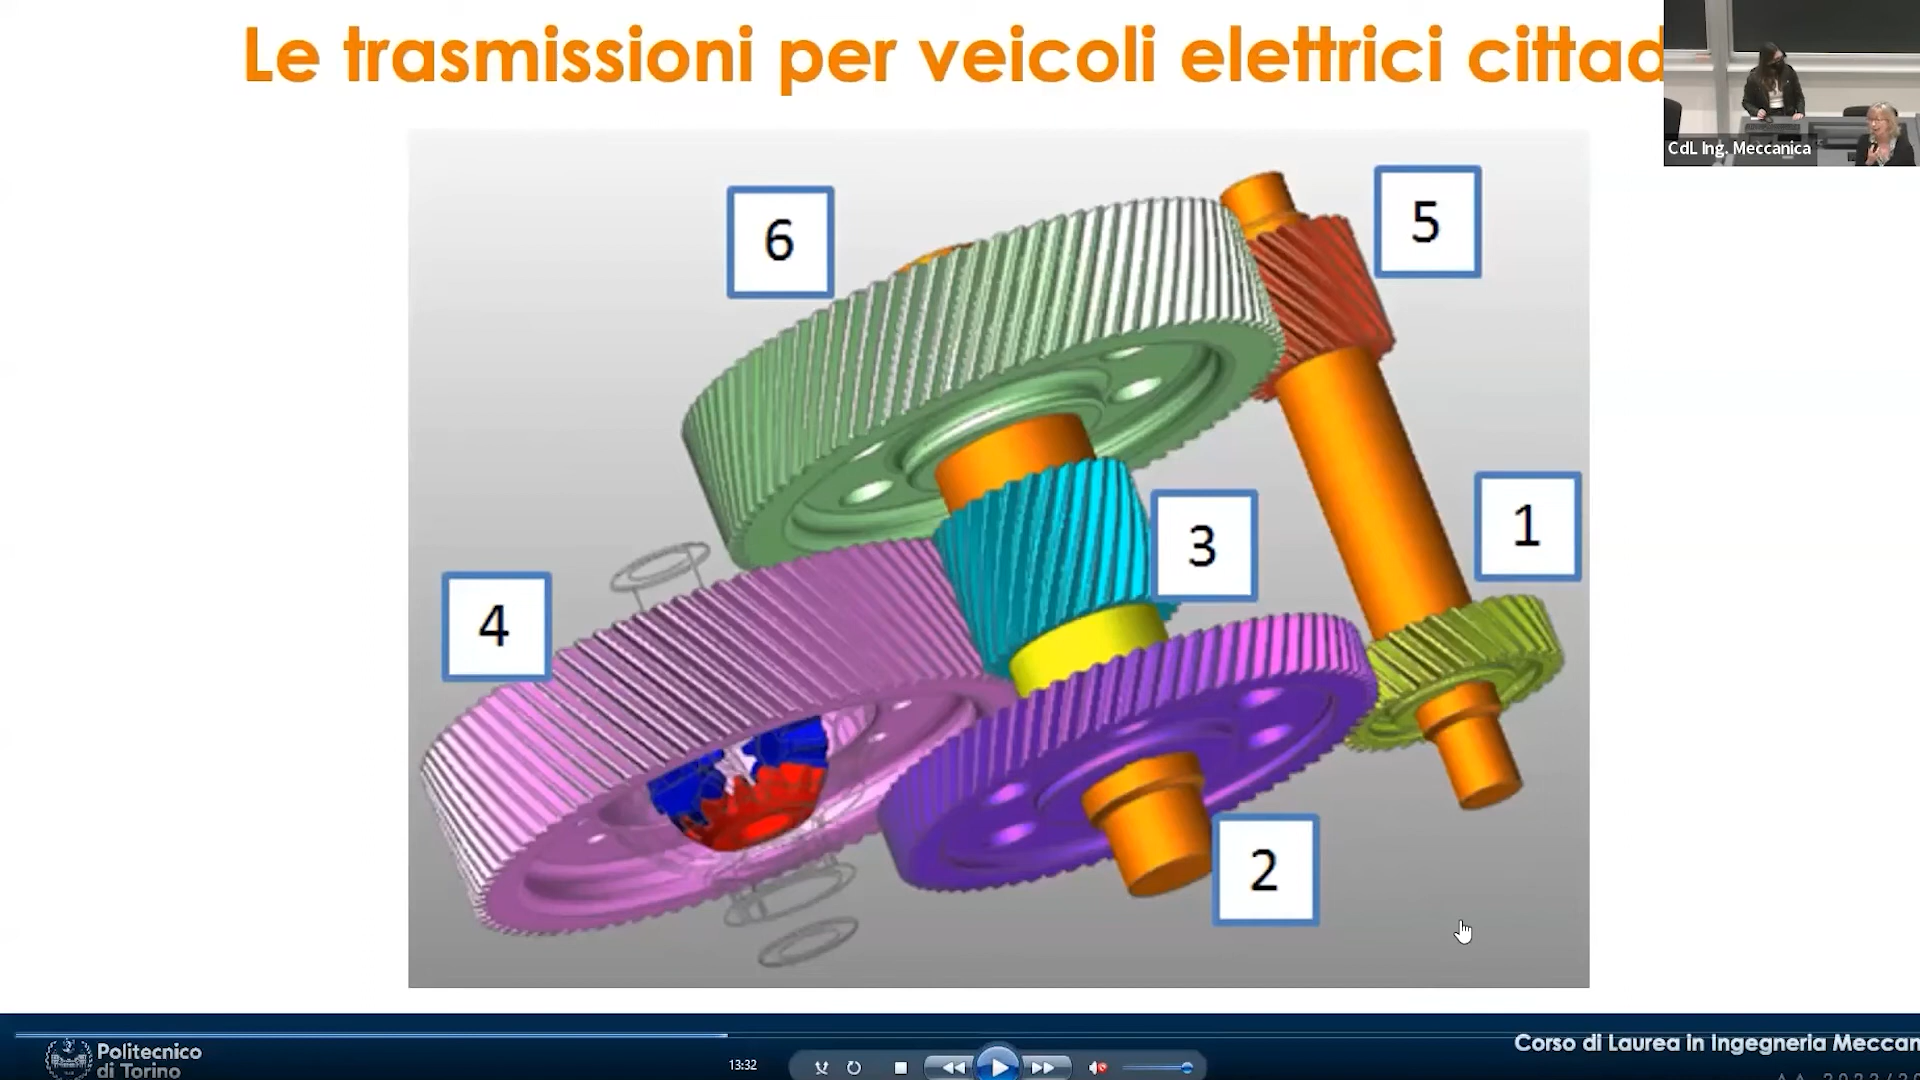 Le trasmissioni per veicoli elettrici cittad
CdL Ing. Meccanica
6
5
1
3
4
2
Politecnico
di Torino
13:32
Corso di Laurea in Ingegneria Meccan